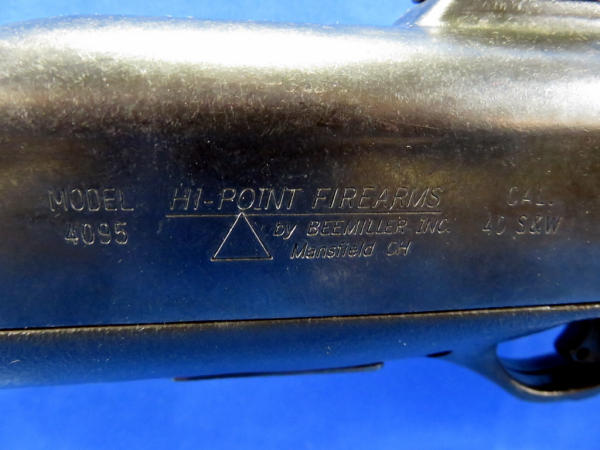 MODEL
4095
HI-POINT FIREARMS
by BEEMILLER, INC.
Mansfield OH
CAL.
40 S&W